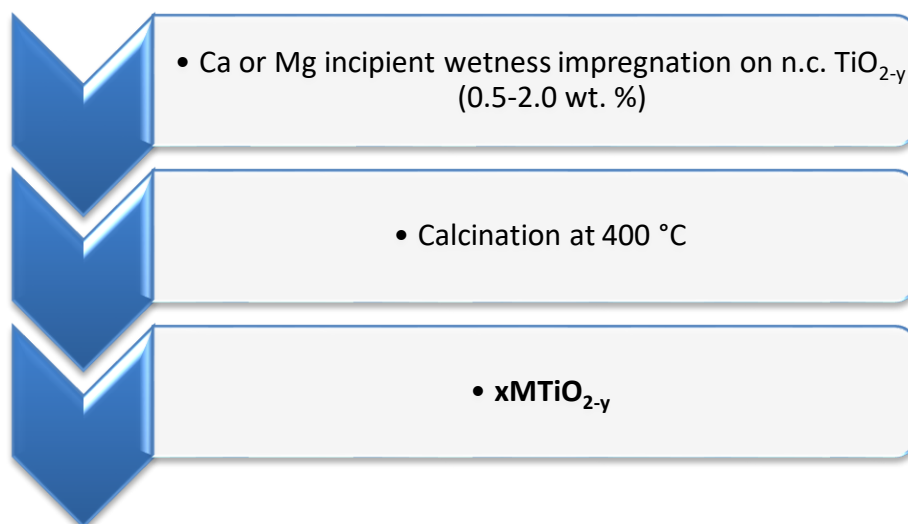 • Ca or Mg incipient wetness impregnation on n.c. TiO2-y
(0.5-2.0 wt. %)
• Calcination at 400 °C
• xMTiO2-y